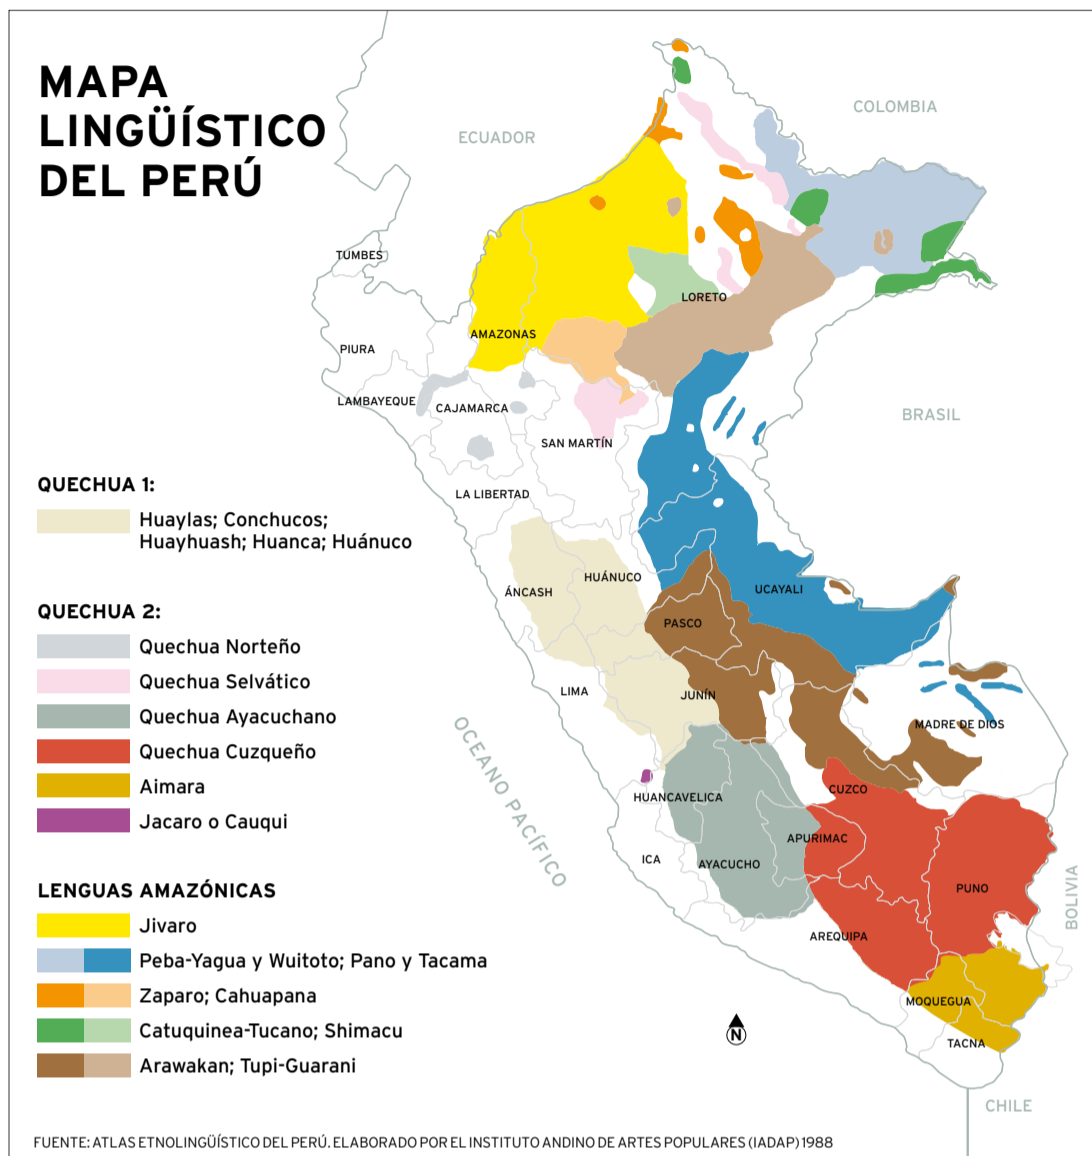 MAPA
LINGÜÍSTICO
DEL PERÚ
ECUADOR
COLOMBIA
TUMBES
LORETO
AMAZONAS
PIURA
LAMBAYEQUE
CAJAMARCA
BRASIL
SAN MARTÍN
LA LIBERTAD
QUECHUA 1:
Huaylas; Conchucos;
Huayhuash; Huanca; Huánuco
HUÁNUCO
ÁNCASH
UCAYALI
PASCO
QUECHUA 2:
Quechua Norteño
Quechua Selvático
Quechua Ayacuchano
Quechua Cuzqueño
Aimara
Jacaro o Cauqui
LIMA
JUNÍN
MADRE DE DIOS
OCEANO PACÍFICO
CUZCO
HUANCAVELICA
APURIMAC
ICA
AYACUCHO
PUNO
BOLIVIA
AREQUIPA
MOQUEGUA
TACNA
CHILE
LENGUAS AMAZÓNICAS
Jivaro
Peba-Yagua y Wuitoto; Pano y Tacama
Zaparo; Cahuapana
Catuquinea-Tucano; Shimacu
Arawakan; Tupi-Guarani
N
FUENTE: ATLAS ETNOLINGÜÍSTICO DEL PERÚ. ELABORADO POR EL INSTITUTO ANDINO DE ARTES POPULARES (IADAP) 1988